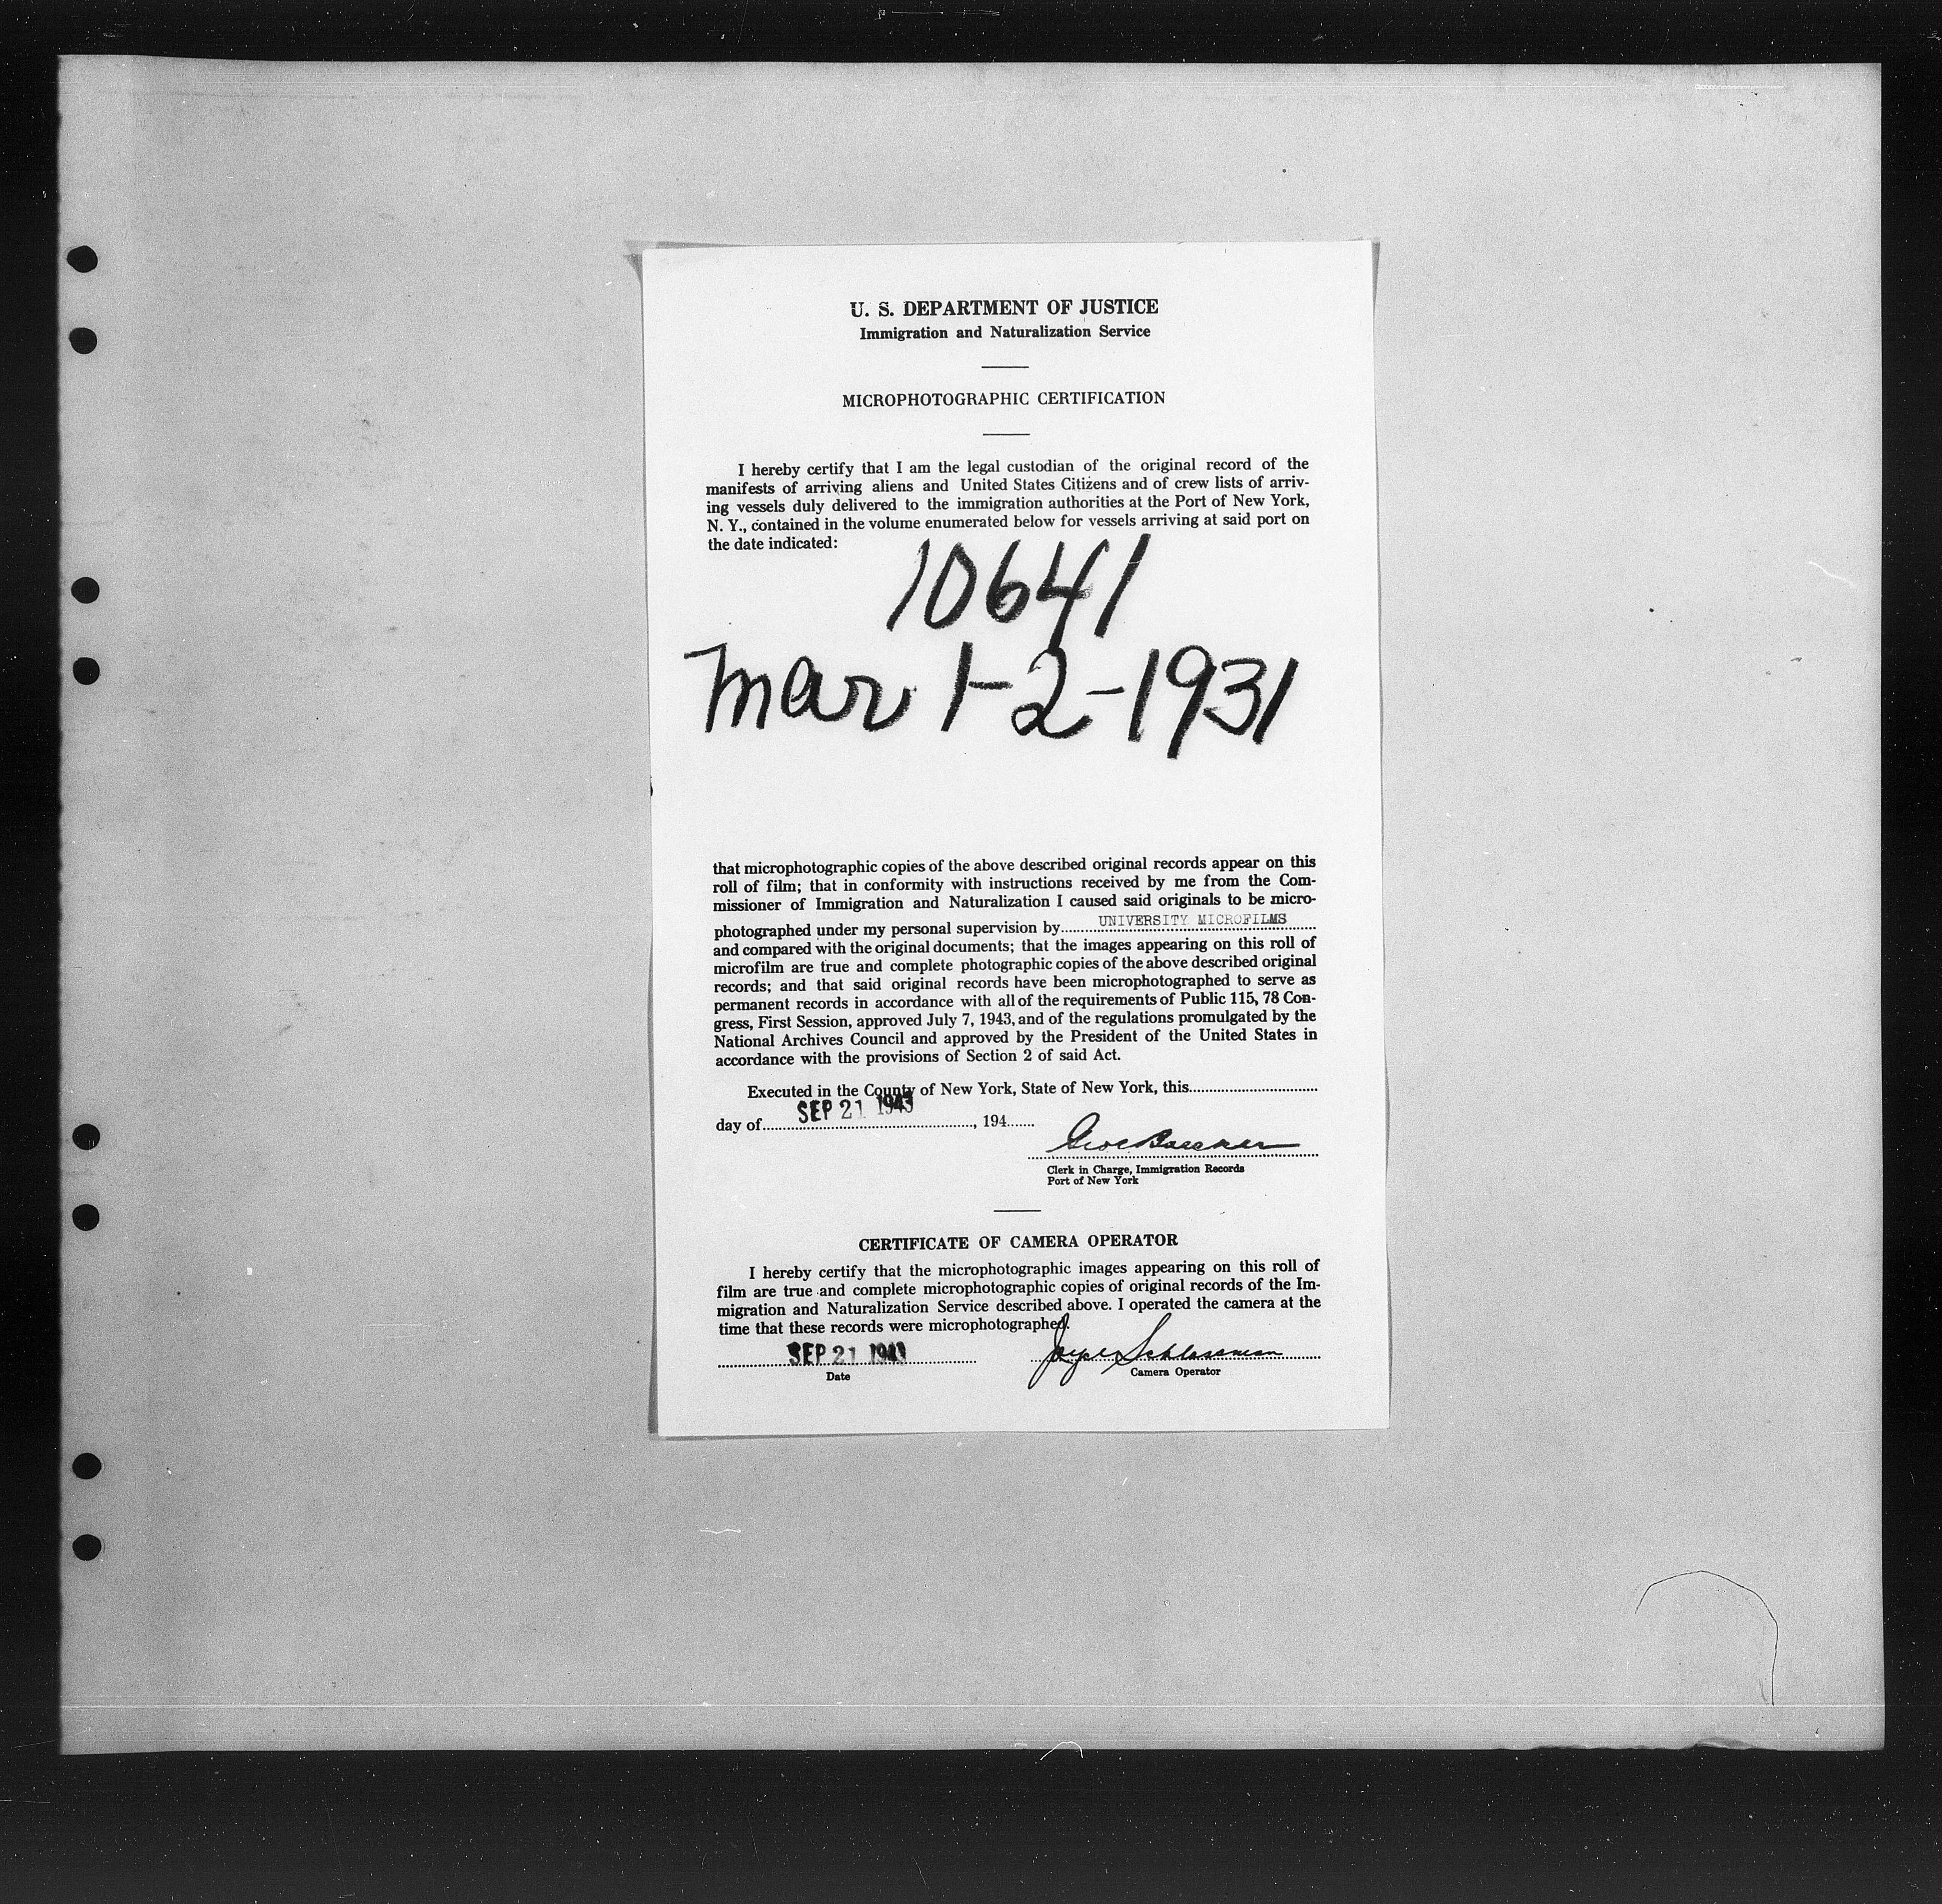 U. S. DEPARTMENT OF JUSTICE
Immigration and Naturalization Service
MICROPHOTOGRAPHIC CERTIFICATION
I hereby certify that I am the legal custodian of the original record of the
manifests of arriving aliens and United States Citizens and of crew lists of arriv-
ing vessels duly delivered to the immigration authorities at the Port of New York,
N. Y., contained in the volume enumerated below for vessels arriving at said port on
the date indicated:
10641
Mar 1-2-1931
that microphotographic copies of the above described original records appear on this
roll of film; that in conformity with instructions received by me from the Com-
missioner of Immigration and Naturalization I caused said originals to be micro-
photographed under my personal supervision by UNIVERSITY MICROFILMS
and compared with the original documents; that the images appearing on this roll of
microfilm are true and complete photographic copies of the above described original
records; and that said original records have been microphotographed to serve as
permanent records in accordance with all of the requirements of Public 115, 78 Con-
gress, First Session, approved July 7, 1943, and of the regulations promulgated by the
National Archives Council and approved by the President of the United States in
accordance with the provisions of Section 2 of said Act.
Executed in the County of New York, State of New York, this
day of SEP 21 1943, 194
Clerk in Charge, Immigration Records
Port of New York
CERTIFICATE OF CAMERA OPERATOR
I hereby certify that the microphotographic images appearing on this roll of
film are true and complete microphotographic copies of original records of the Im-
migration and Naturalization Service described above. I operated the camera at the
time that these records were microphotographed.
SEP 21 1943 Schlossman
Date Camera Operator